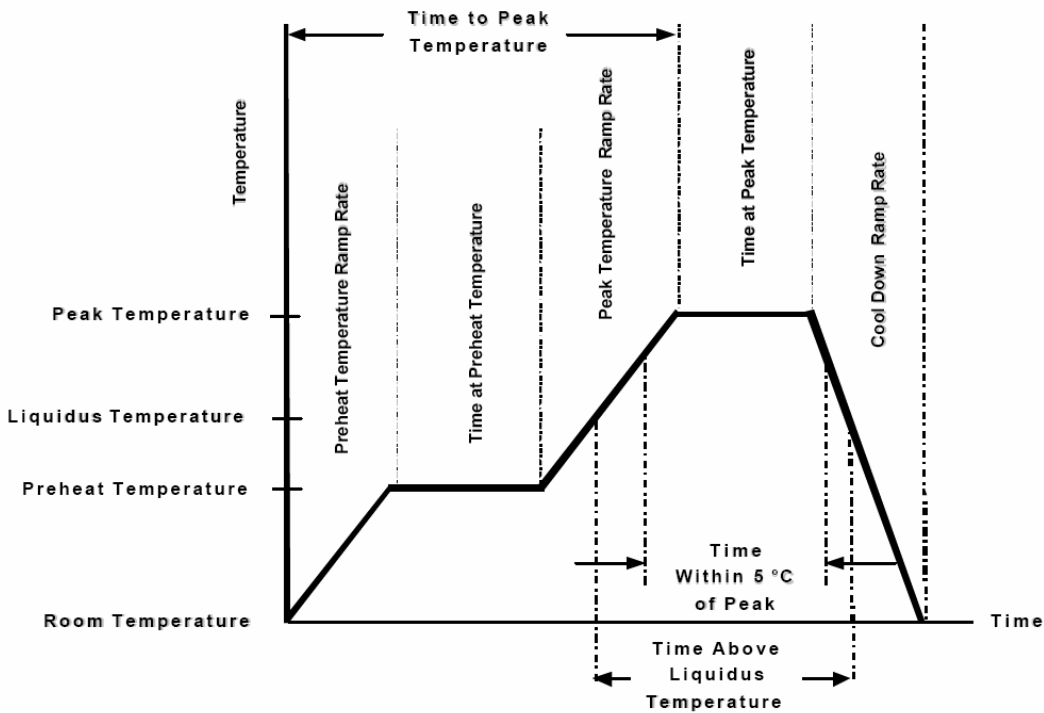 Time to Peak
Temperature
Temperature
Preheat Temperature Ramp Rate
Time at Preheat Temperature
Peak Temperature Ramp Rate
Time at Peak Temperature
Cool Down Ramp Rate
Peak Temperature
Liquidus Temperature
Preheat Temperature
Room Temperature
Time
Within 5 °C
of Peak
Time
Time Above
Liquidus
Temperature